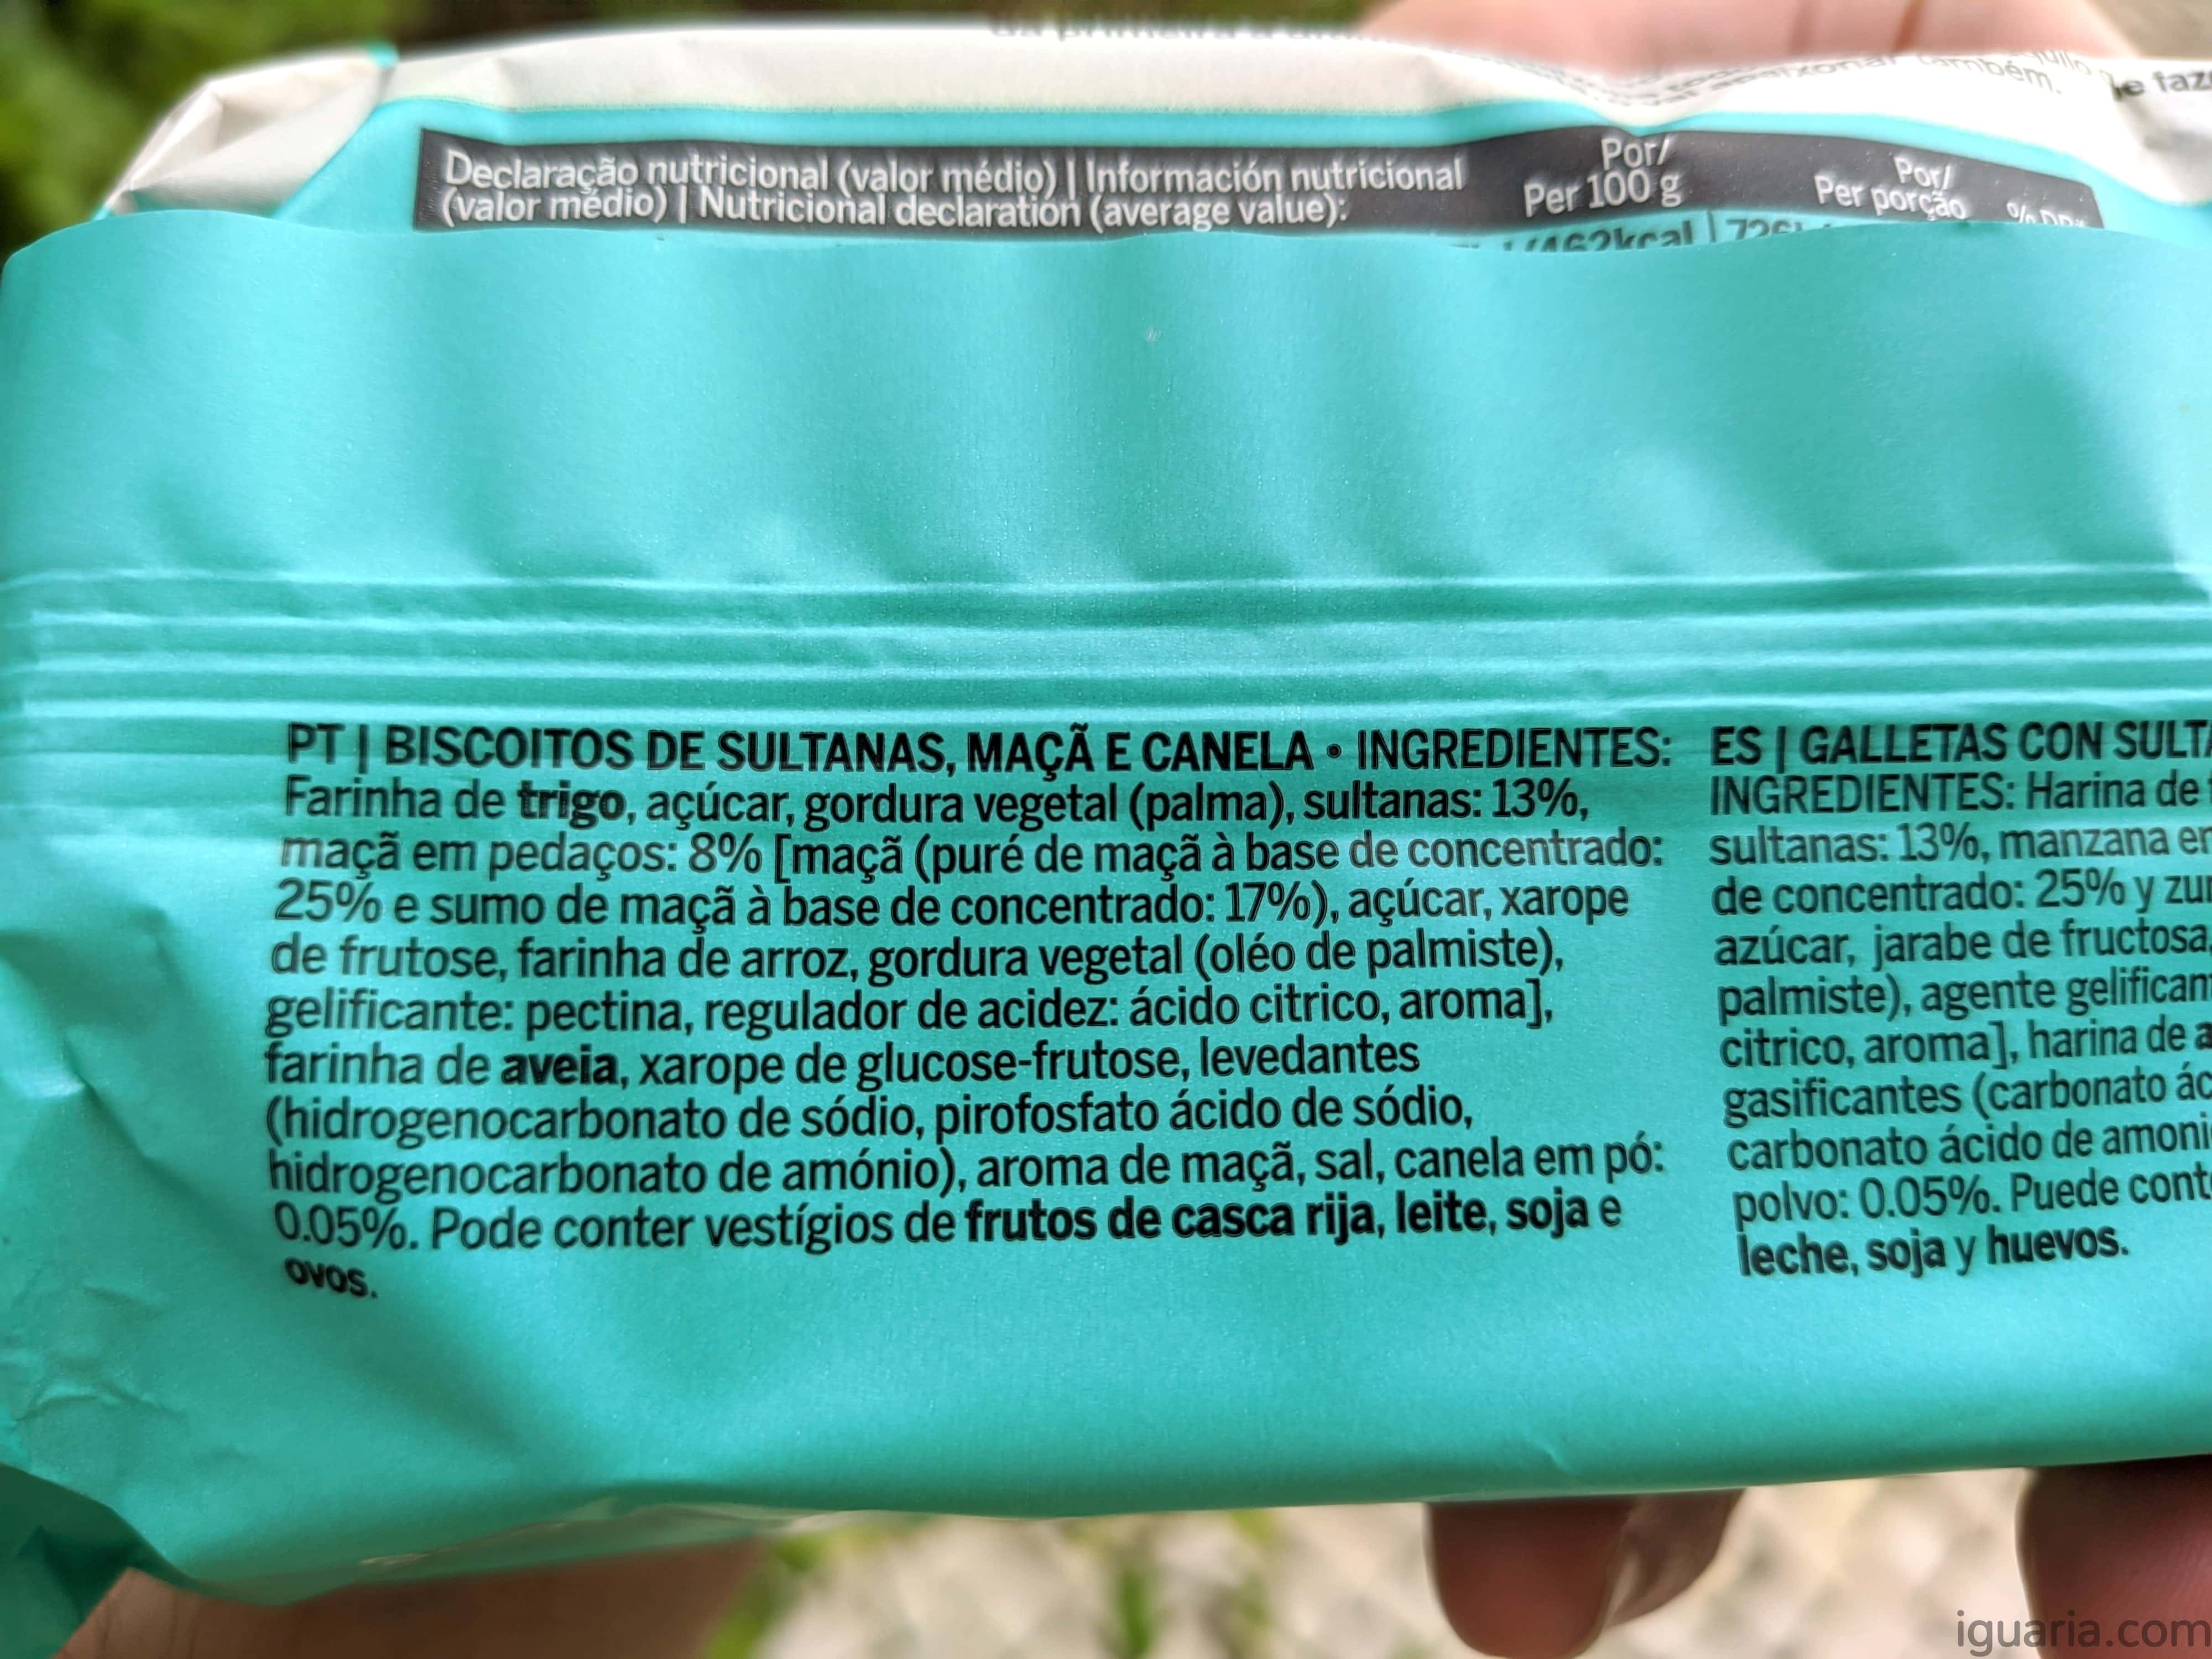 também.
Declaração nutricional (valor médio) | Información nutricional
(valor médio) | Nutricional declaration (average value):
Por/
Per 100 g
Por/
Per porção
462kcal
PT | BISCOITOS DE SULTANAS, MAÇÃ E CANELA • INGREDIENTES:
Farinha de trigo, açúcar, gordura vegetal (palma), sultanas: 13%,
maçã em pedaços: 8% [maçã (puré de maçã à base de concentrado:
25% e sumo de maçã à base de concentrado: 17%), açúcar, xarope
de frutose, farinha de arroz, gordura vegetal (oléo de palmiste),
gelificante: pectina, regulador de acidez: ácido citrico, aroma],
farinha de aveia, xarope de glucose-frutose, levedantes
(hidrogenocarbonato de sódio, pirofosfato ácido de sódio,
hidrogenocarbonato de amónio), aroma de maçã, sal, canela em pó:
0.05%. Pode conter vestígios de frutos de casca rija, leite, soja e
ovos.
ES | GALLETAS CON
INGREDIENTES: Harina de
sultanas: 13%, manzana
de concentrado: 25% y
azúcar, jarabe de fructosa,
palmiste), agente
citrico, aroma], harina de
gasificantes (carbonato
carbonato ácido de
polvo: 0.05%. Puede
leche, soja y huevos.
iguaria.com